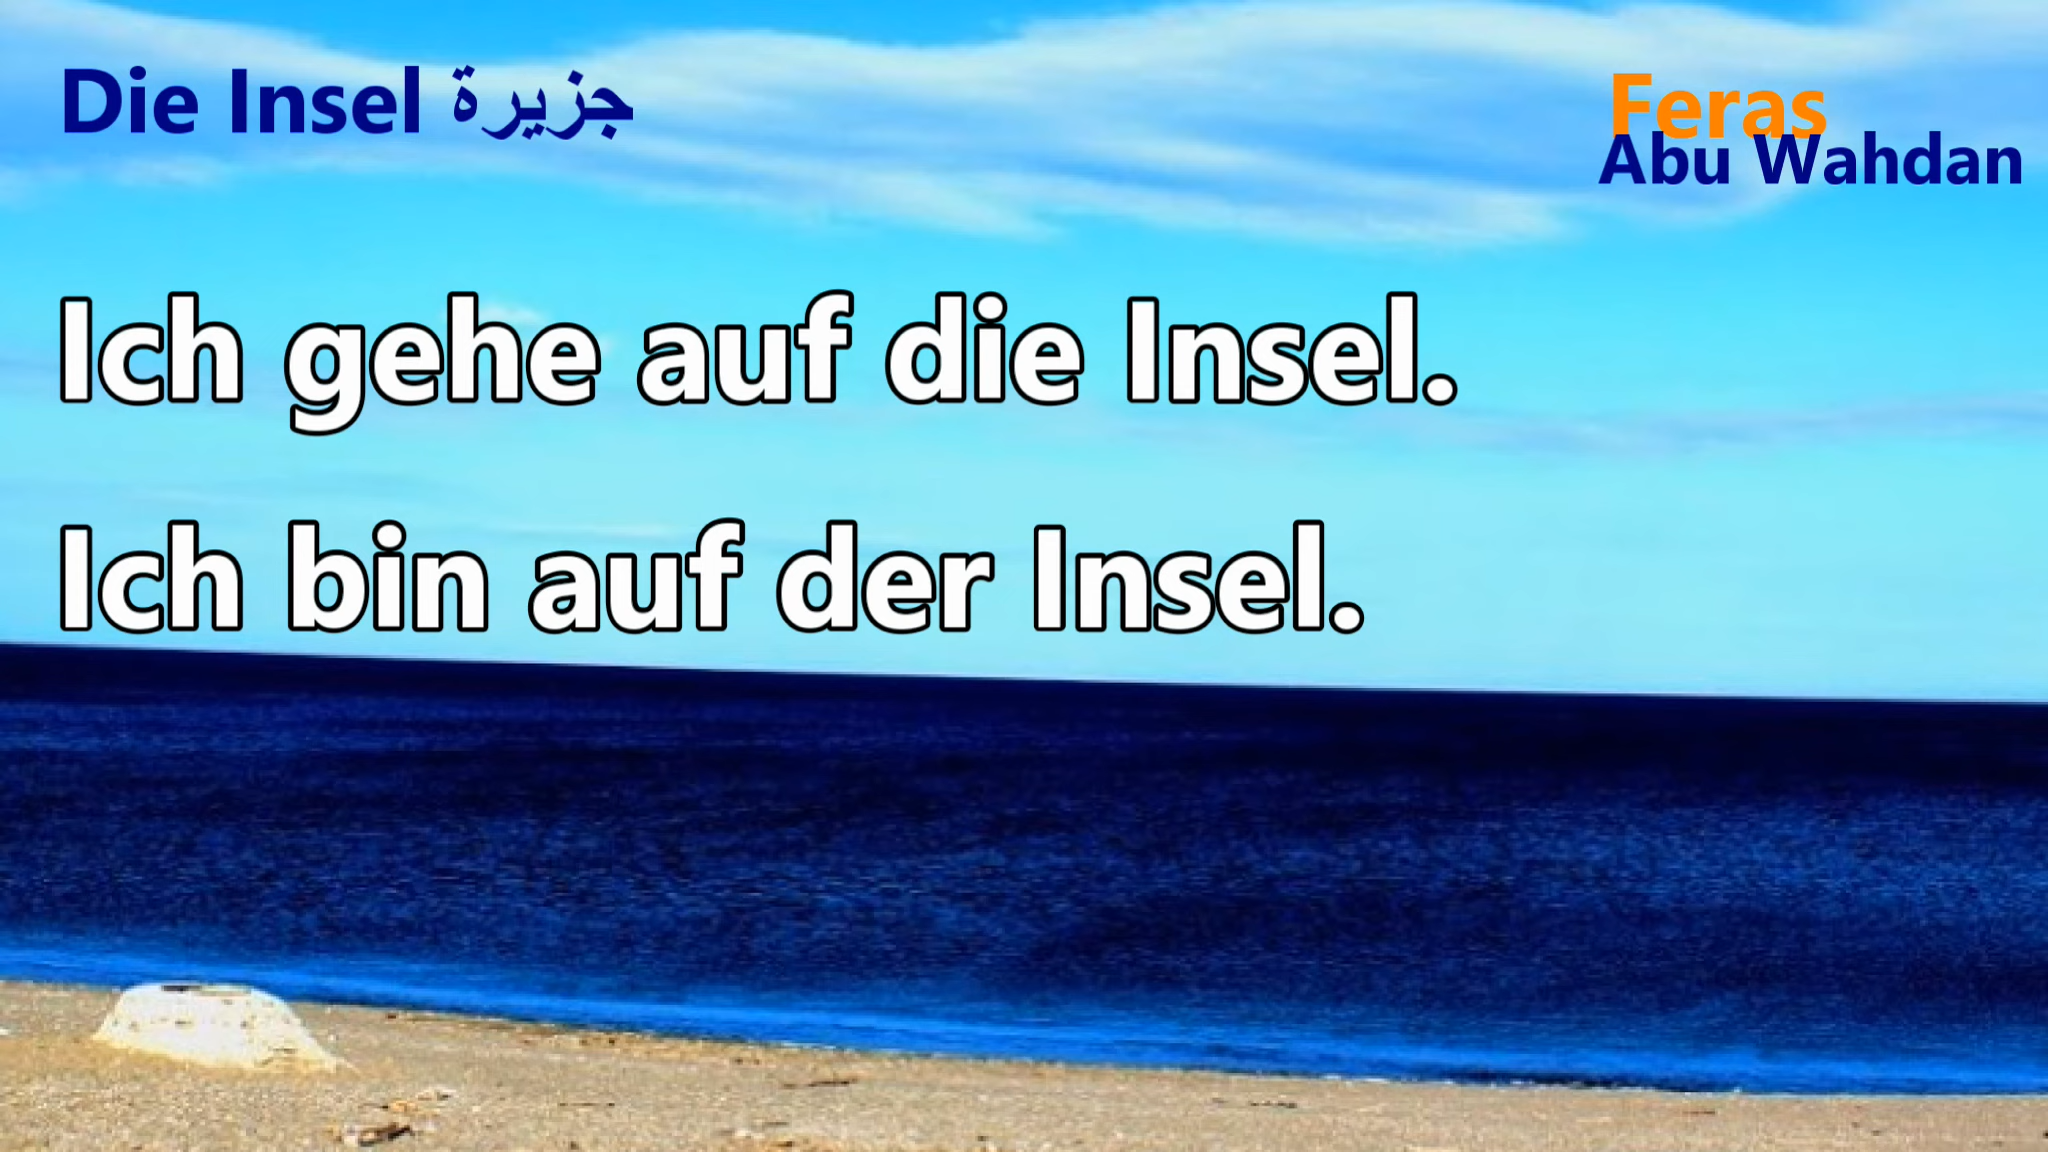 Die Insel جزيرة
Feras
Abu Wahdan
Ich gehe auf die Insel.
Ich bin auf der Insel.